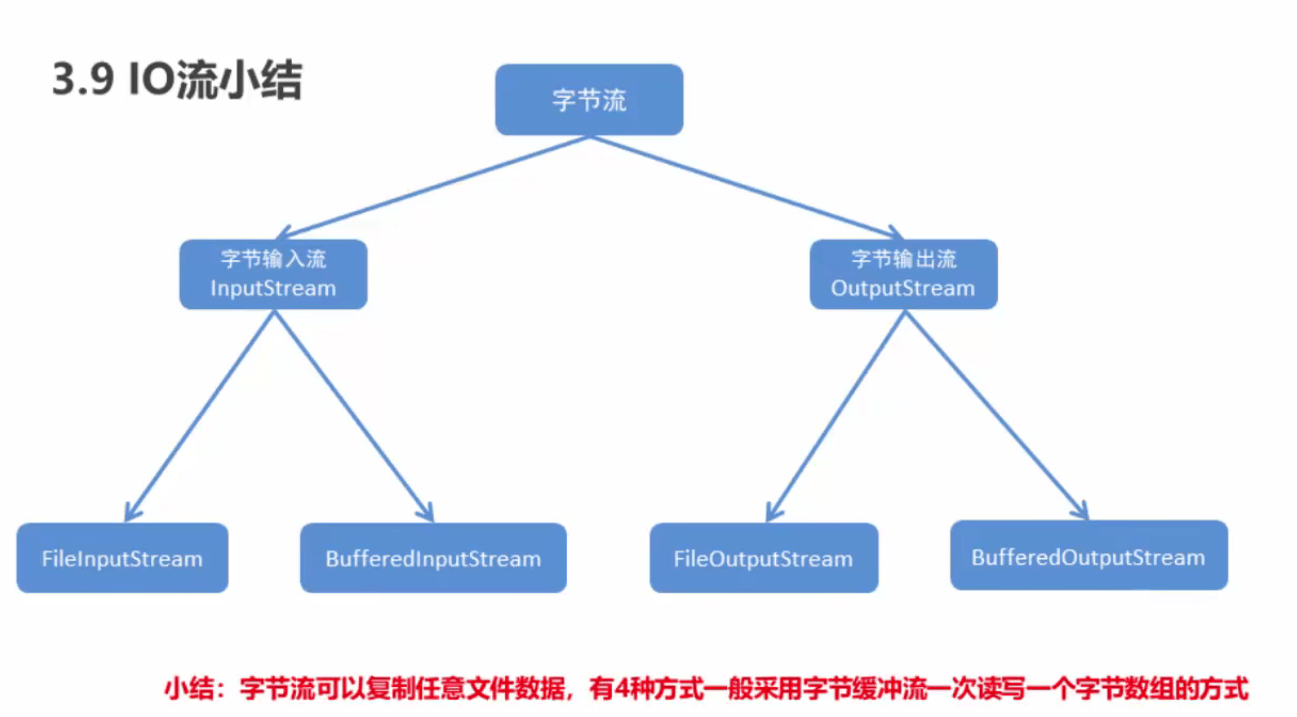 3.9 IO流小结
字节流
字节输入流
InputStream
字节输出流
OutputStream
FileInputStream
BufferedInputStream
FileOutputStream
BufferedOutputStream
小结：字节流可以复制任意文件数据，有4种方式一般采用字节缓冲流一次读写一个字节数组的方式